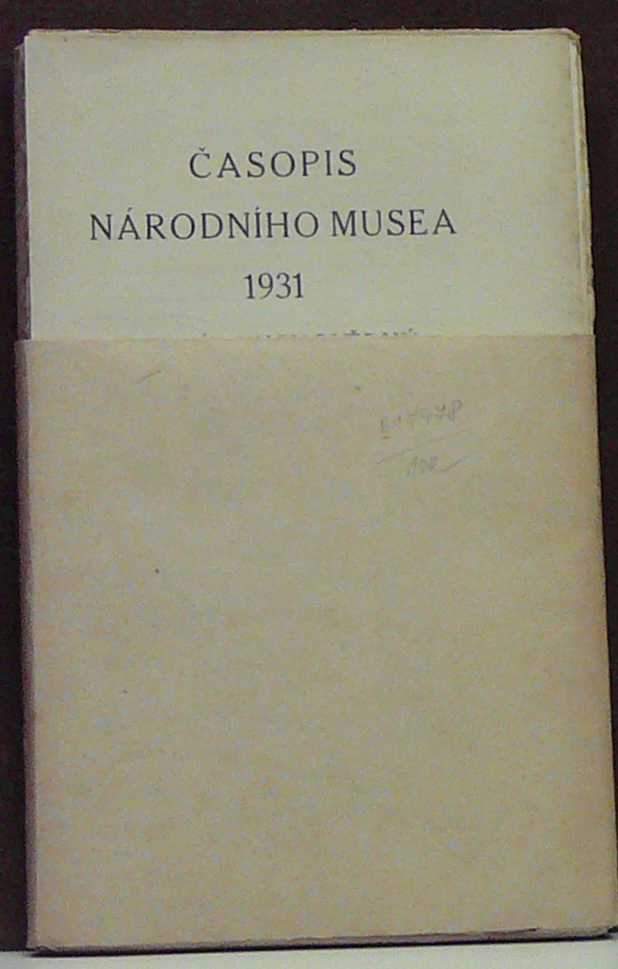 ČASOPIS
NÁRODNÍHO MUSEA
1931